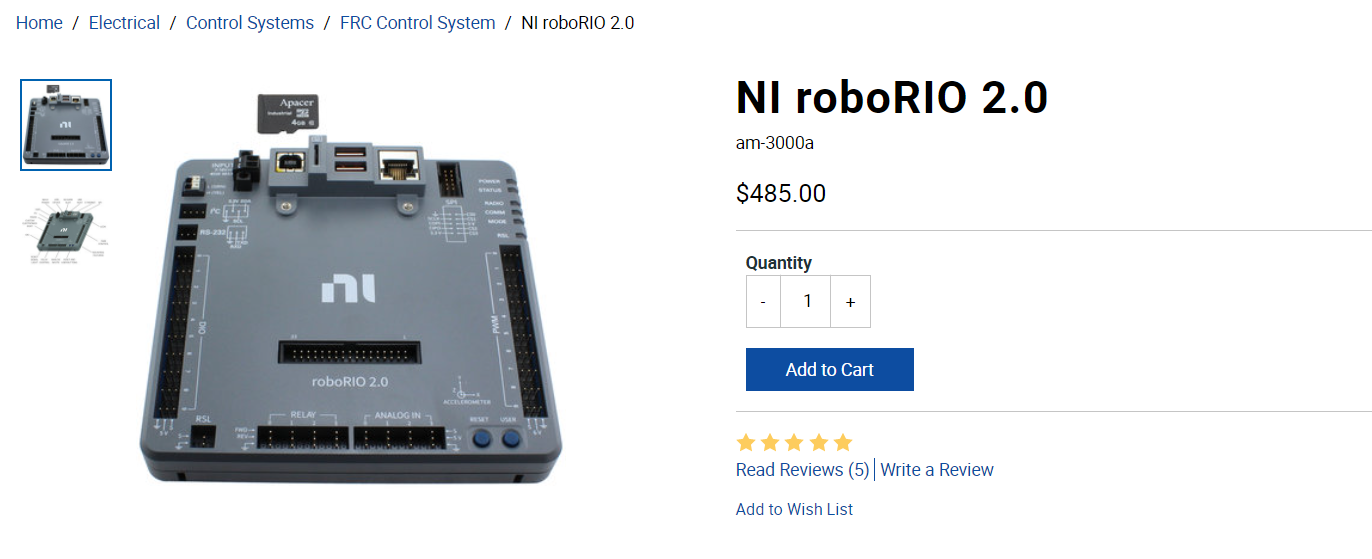 Home / Electrical / Control Systems / FRC Control System / NI roboRIO 2.0
NI roboRIO 2.0
am-3000a
$485.00
Quantity
- 1 +
Add to Cart
Read Reviews (5) Write a Review
Add to Wish List
Apacer
Industrial
4GB
INPUT
I²C
RS-232
SPI
POWER
STATUS
RADIO
COMM
MODE
RSL
DIO
PWM
NI
roboRIO 2.0
ACCELEROMETER
RSL
RELAY
ANALOG IN
RESET
USER
FWD
REV